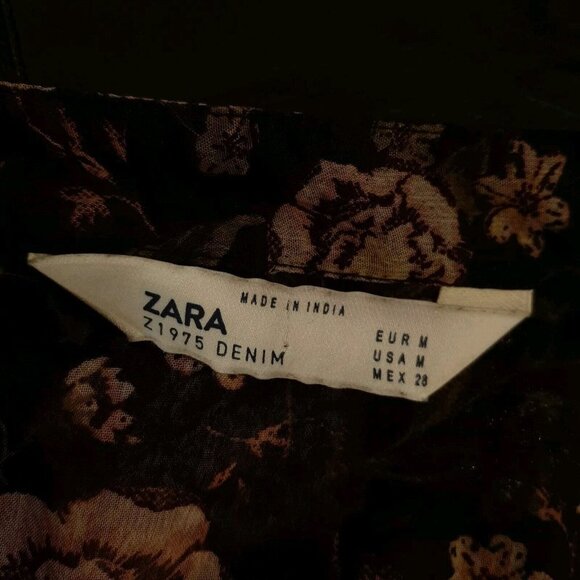 ZARA
Z1975 DENIM
MADE IN INDIA
EUR M
USA M
MEX 28